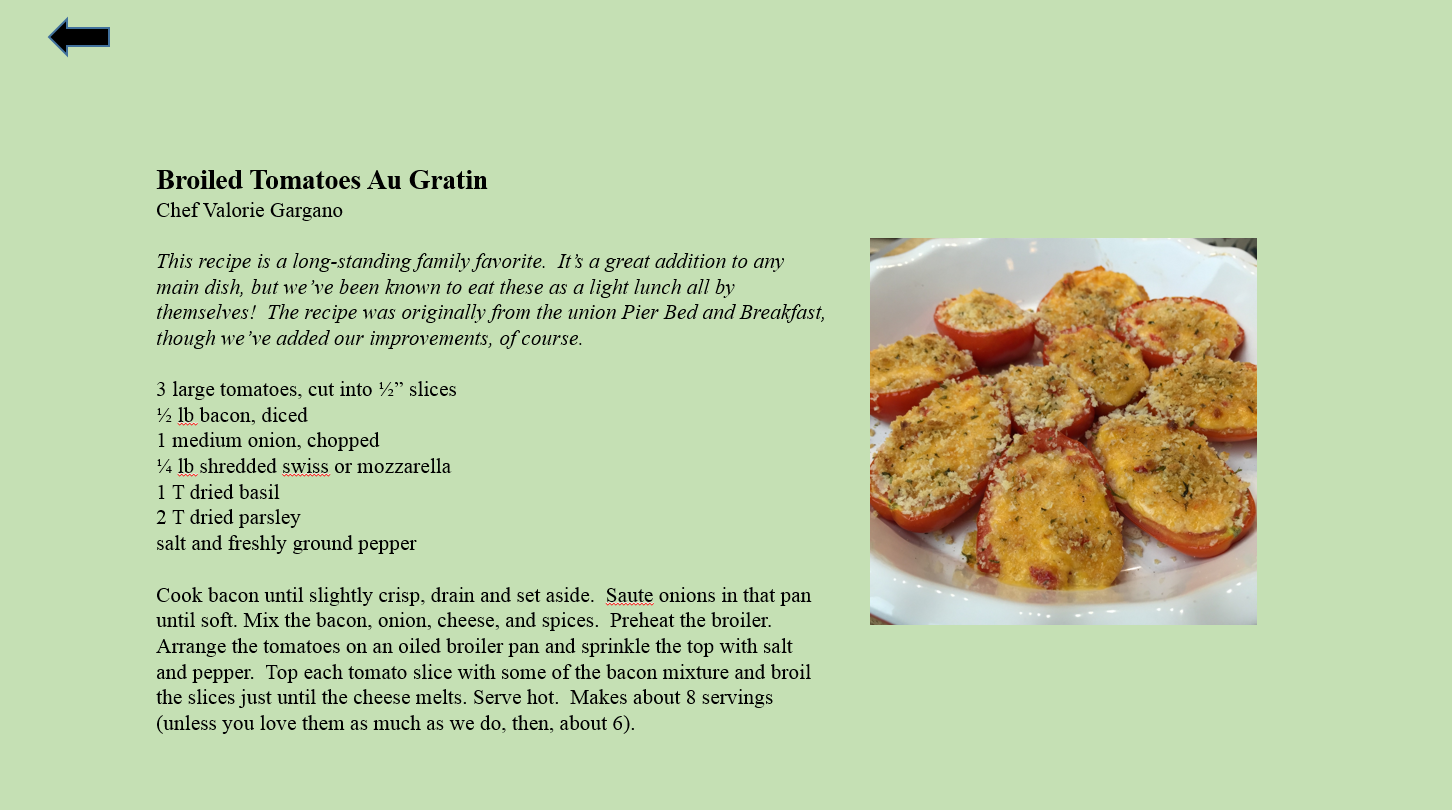 Broiled Tomatoes Au Gratin
Chef Valorie Gargano
This recipe is a long-standing family favorite.  It’s a great addition to any
main dish, but we’ve been known to eat these as a light lunch all by
themselves!  The recipe was originally from the union Pier Bed and Breakfast,
though we’ve added our improvements, of course.
3 large tomatoes, cut into ½” slices
½ lb bacon, diced
1 medium onion, chopped
¼ lb shredded swiss or mozzarella
1 T dried basil
2 T dried parsley
salt and freshly ground pepper
Cook bacon until slightly crisp, drain and set aside.  Saute onions in that pan
until soft. Mix the bacon, onion, cheese, and spices.  Preheat the broiler.
Arrange the tomatoes on an oiled broiler pan and sprinkle the top with salt
and pepper.  Top each tomato slice with some of the bacon mixture and broil
the slices just until the cheese melts. Serve hot.  Makes about 8 servings
(unless you love them as much as we do, then, about 6).